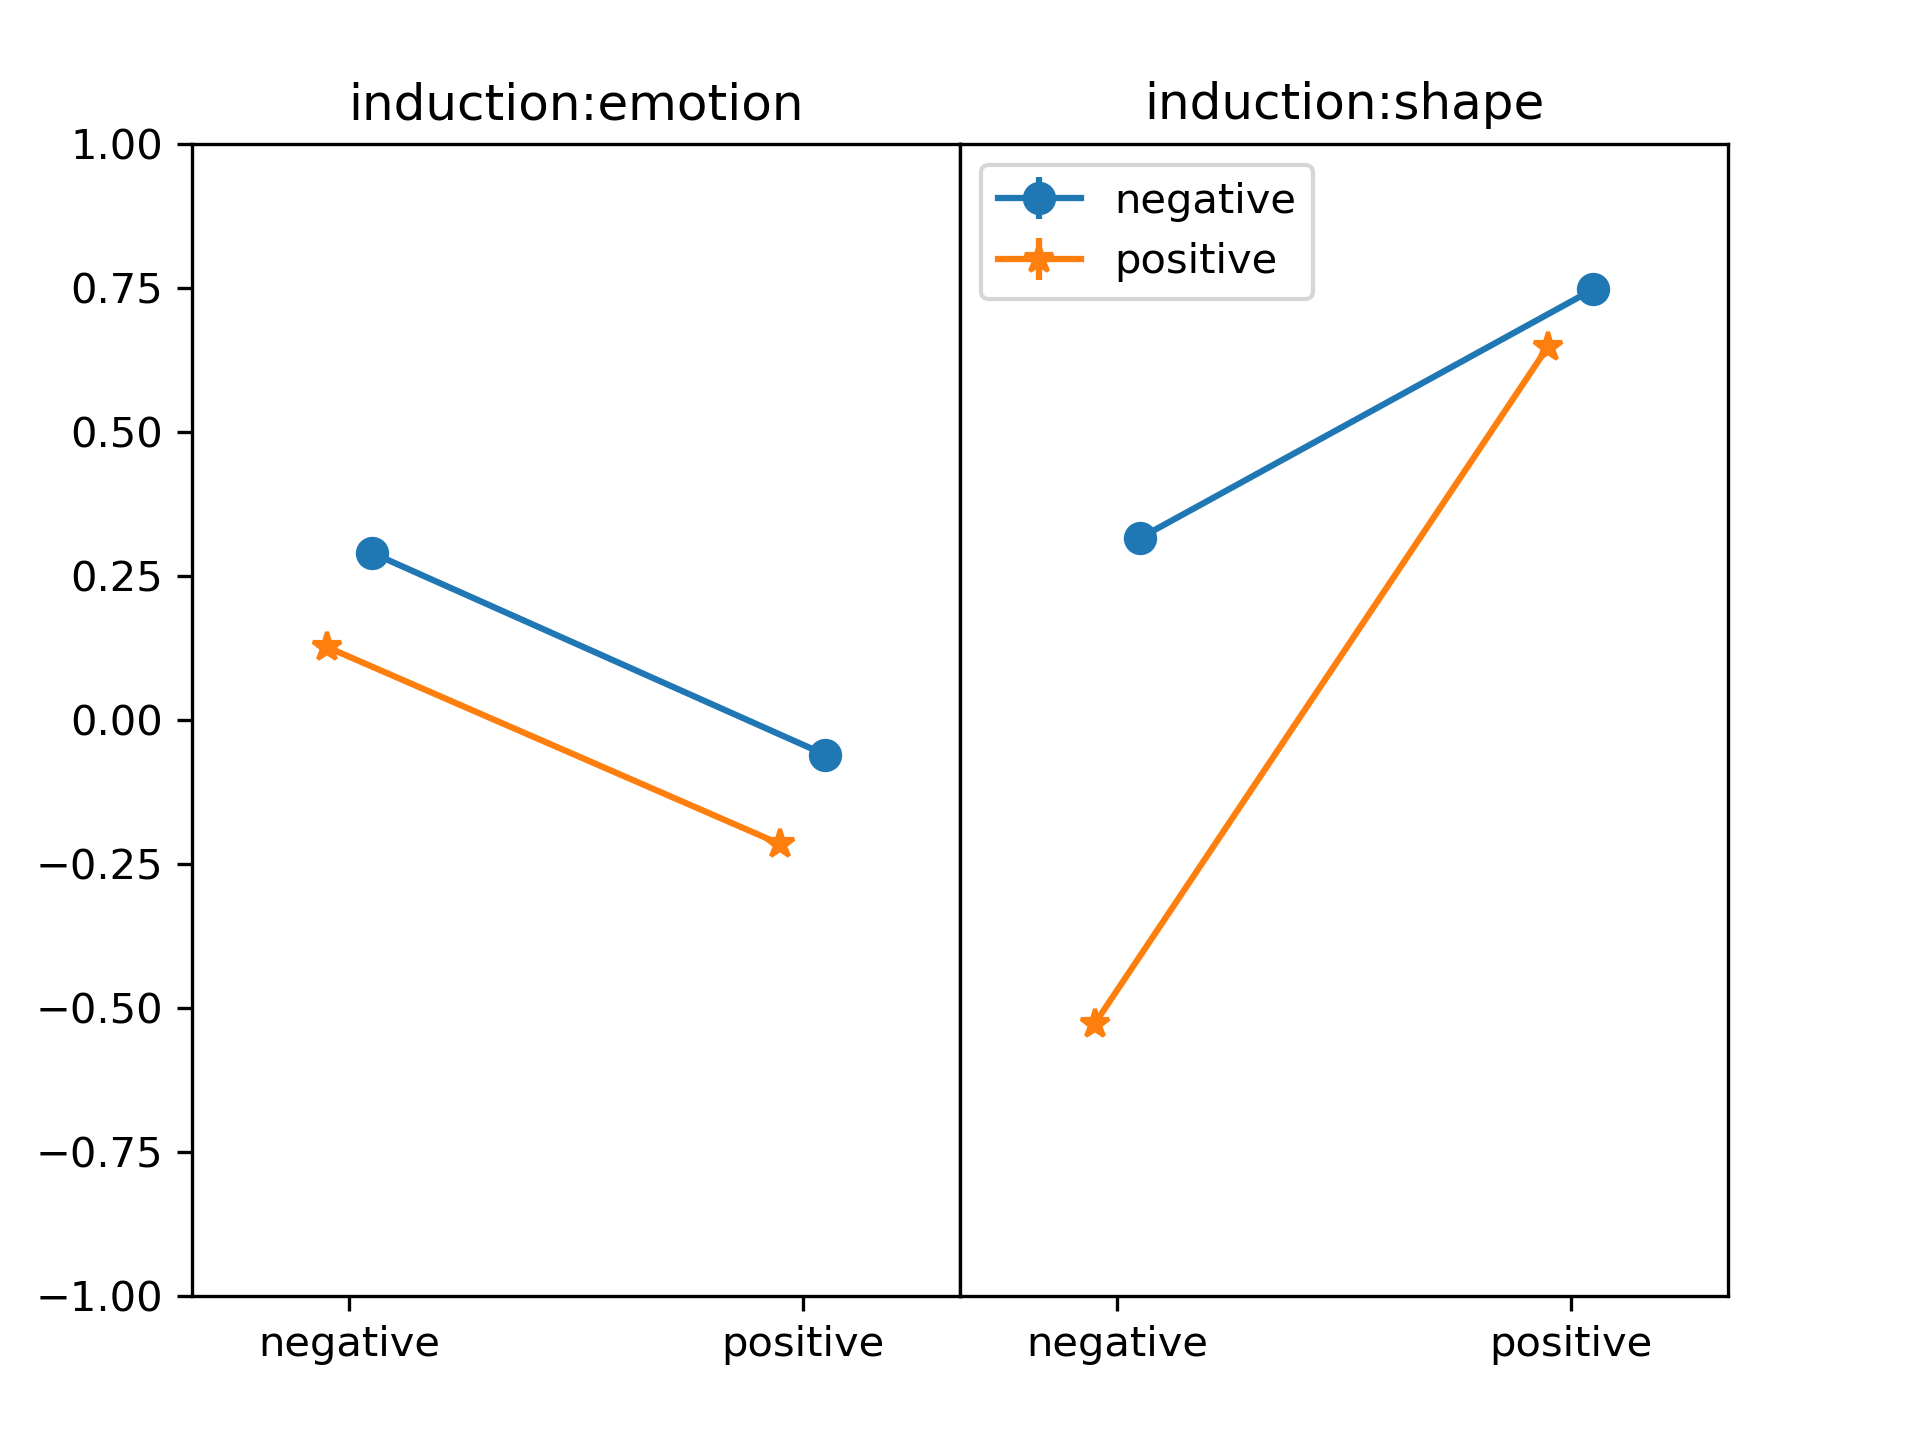 induction:emotion
induction:shape
1.00
0.75
0.50
0.25
0.00
−0.25
−0.50
−0.75
−1.00
negative
positive
negative
positive
negative
positive